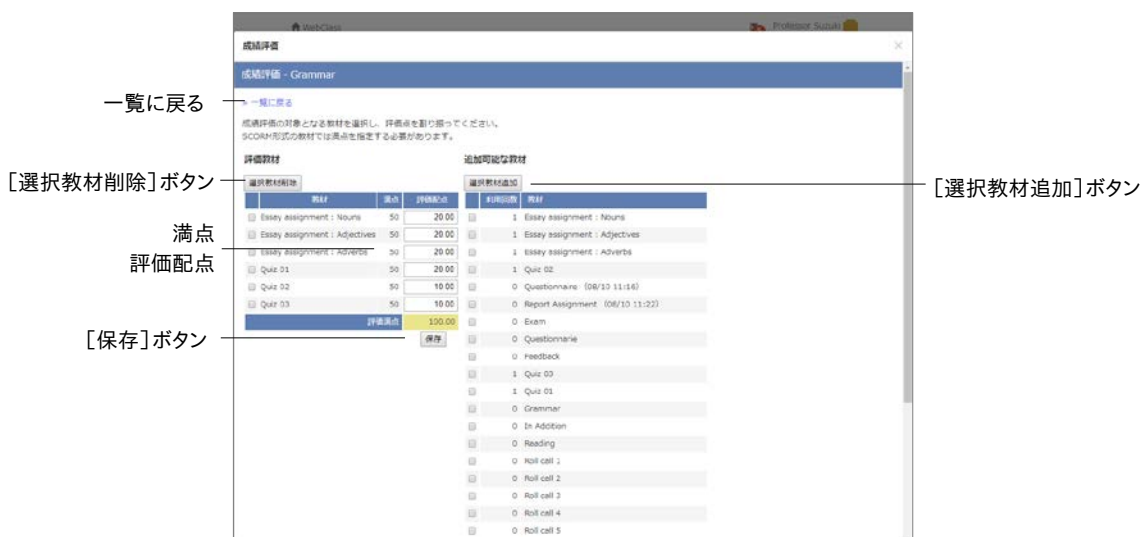 WebClass
Professor Suzuki
成績評価
×
成績評価 - Grammar
一覧に戻る
» 一覧に戻る
成績評価の対象となる教材を選択し、評価点を割り振ってください。
SCORM形式の教材では満点を指定する必要があります。
評価教材
追加可能な教材
[選択教材削除]ボタン
選択教材削除
選択教材追加
[選択教材追加]ボタン
教材 満点 評価配点
Essay assignment : Nouns 50 20.00
Essay assignment : Adjectives 50 20.00
Essay assignment : Adverbs 50 20.00
Quiz 01 50 20.00
Quiz 02 50 10.00
Quiz 03 50 10.00
評価満点 100.00
保存
満点
評価配点
[保存]ボタン
利用回数 教材
1 Essay assignment : Nouns
1 Essay assignment : Adjectives
1 Essay assignment : Adverbs
1 Quiz 02
0 Questionnaire (08/10 11:16)
0 Report Assignment (08/10 11:22)
0 Exam
0 Questionnarie
0 Feedback
1 Quiz 03
1 Quiz 01
0 Grammar
0 In Addition
0 Reading
0 Roll call 1
0 Roll call 2
0 Roll call 3
0 Roll call 4
0 Roll call 5